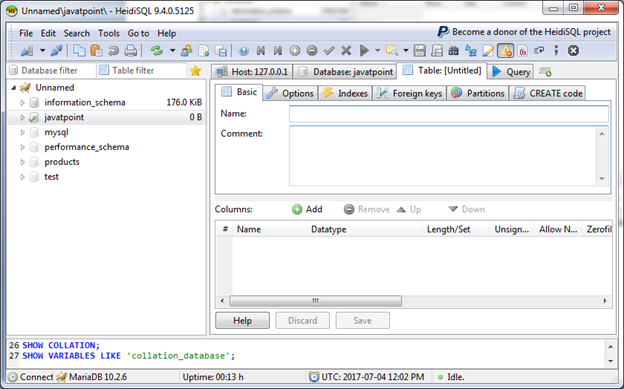 Unnamed\javatpoint\ - HeidiSQL 9.4.0.5125
File Edit Search Tools Go to Help
Become a donor of the HeidiSQL project
Database filter Table filter
Host: 127.0.0.1 Database: javatpoint Table: [Untitled] Query
Unnamed
information_schema 176.0 KiB
javatpoint 0 B
mysql
performance_schema
products
test
Basic Options Indexes Foreign keys Partitions CREATE code
Name:
Comment:
Columns: Add Remove Up Down
# Name Datatype Length/Set Unsign... Allow N... Zerofil
Help Discard Save
26 SHOW COLLATION;
27 SHOW VARIABLES LIKE 'collation_database';
Connect MariaDB 10.2.6 Uptime: 00:13 h UTC: 2017-07-04 12:02 PM Idle.